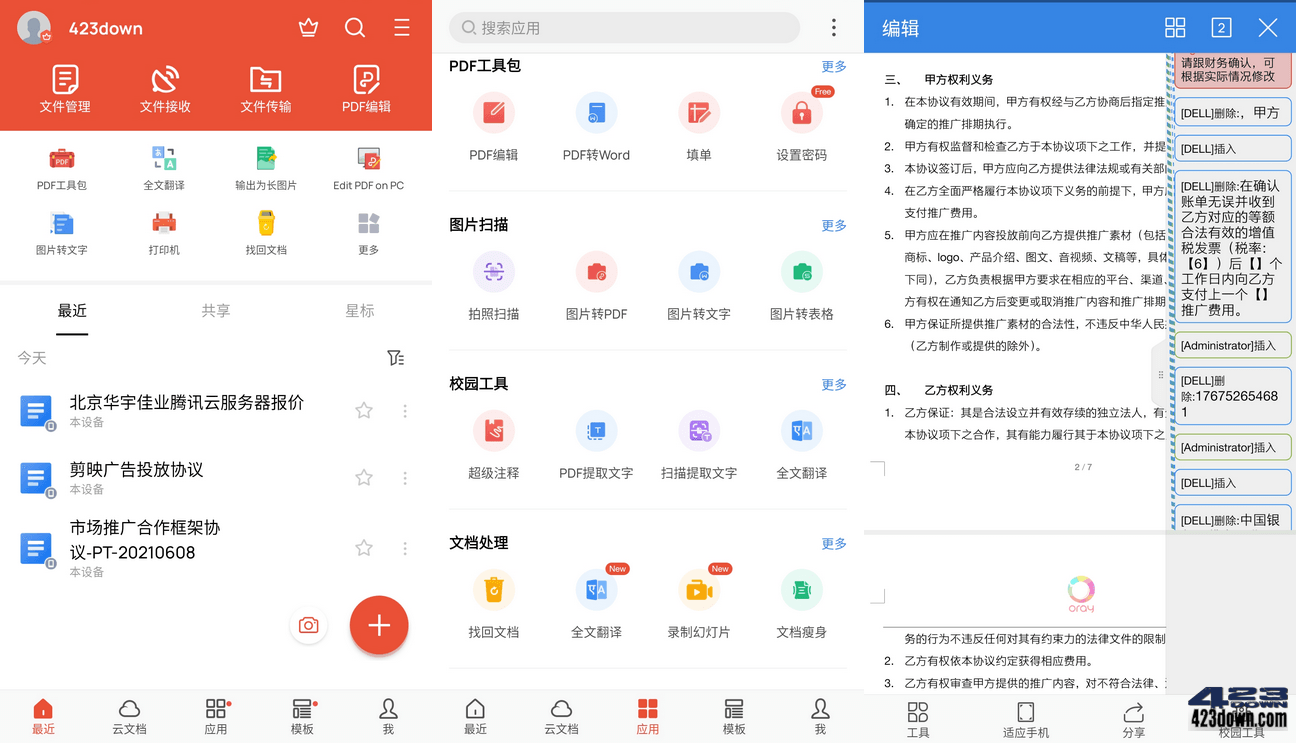 423down
文件管理
文件接收
文件传输
PDF编辑
PDF
PDF工具包
全文翻译
输出为长图片
Edit PDF on PC
图片转文字
打印机
找回文档
更多
最近
共享
星标
今天
北京华宇佳业腾讯云服务器报价
本设备
剪映广告投放协议
本设备
市场推广合作框架协
议-PT-20210608
本设备
最近
云文档
应用
模板
我
搜索应用
PDF工具包
更多
Free
PDF编辑
PDF转Word
填单
设置密码
图片扫描
更多
拍照扫描
图片转PDF
图片转文字
图片转表格
校园工具
更多
超级注释
PDF提取文字
扫描提取文字
全文翻译
文档处理
更多
New
New
找回文档
全文翻译
录制幻灯片
文档瘦身
最近
云文档
应用
模板
我
编辑
2
三、 甲方权利义务
1. 在本协议有效期间，甲方有权经与乙方协商后指定推
确定的推广排期执行。
2. 甲方有权监督和检查乙方于本协议项下之工作，并提
3. 本协议签订后，甲方应向乙方提供法律法规或有关部
4. 在乙方全面严格履行本协议项下义务的前提下，甲方
支付推广费用。
5. 甲方应在推广内容投放前向乙方提供推广素材（包括
商标、logo、产品介绍、图文、音视频、文稿等，具体
下同），乙方负责根据甲方要求在相应的平台、渠道、
方有权在通知乙方后变更或取消推广内容和推广排期
6. 甲方保证所提供推广素材的合法性，不违反中华人民
（乙方制作或提供的除外）。
四、 乙方权利义务
1. 乙方保证：其是合法设立并有效存续的独立法人，有
本协议项下之合作，其有能力履行其于本协议项下之
2 / 7
请跟财务确认，可
根据实际情况修改
[DELL]删除:，甲方
[DELL]插入
[DELL]删除:在确认
账单无误并收到
乙方对应的等额
合法有效的增值
税发票（税率：
【6】）后【】个
工作日内向乙方
支付上一个【】
推广费用。
[Administrator]插入
[DELL]删
除:17675265468
1
[Administrator]插入
[DELL]插入
[DELL]删除:中国银
oray
务的行为不违反任何对其有约束力的法律文件的限制
2. 乙方有权依本协议约定获得相应费用。
3. 乙方有权审查甲方提供的推广内容，对不符合法律、
工具
适应手机
分享
校园工具
423
DOWN
423down.com